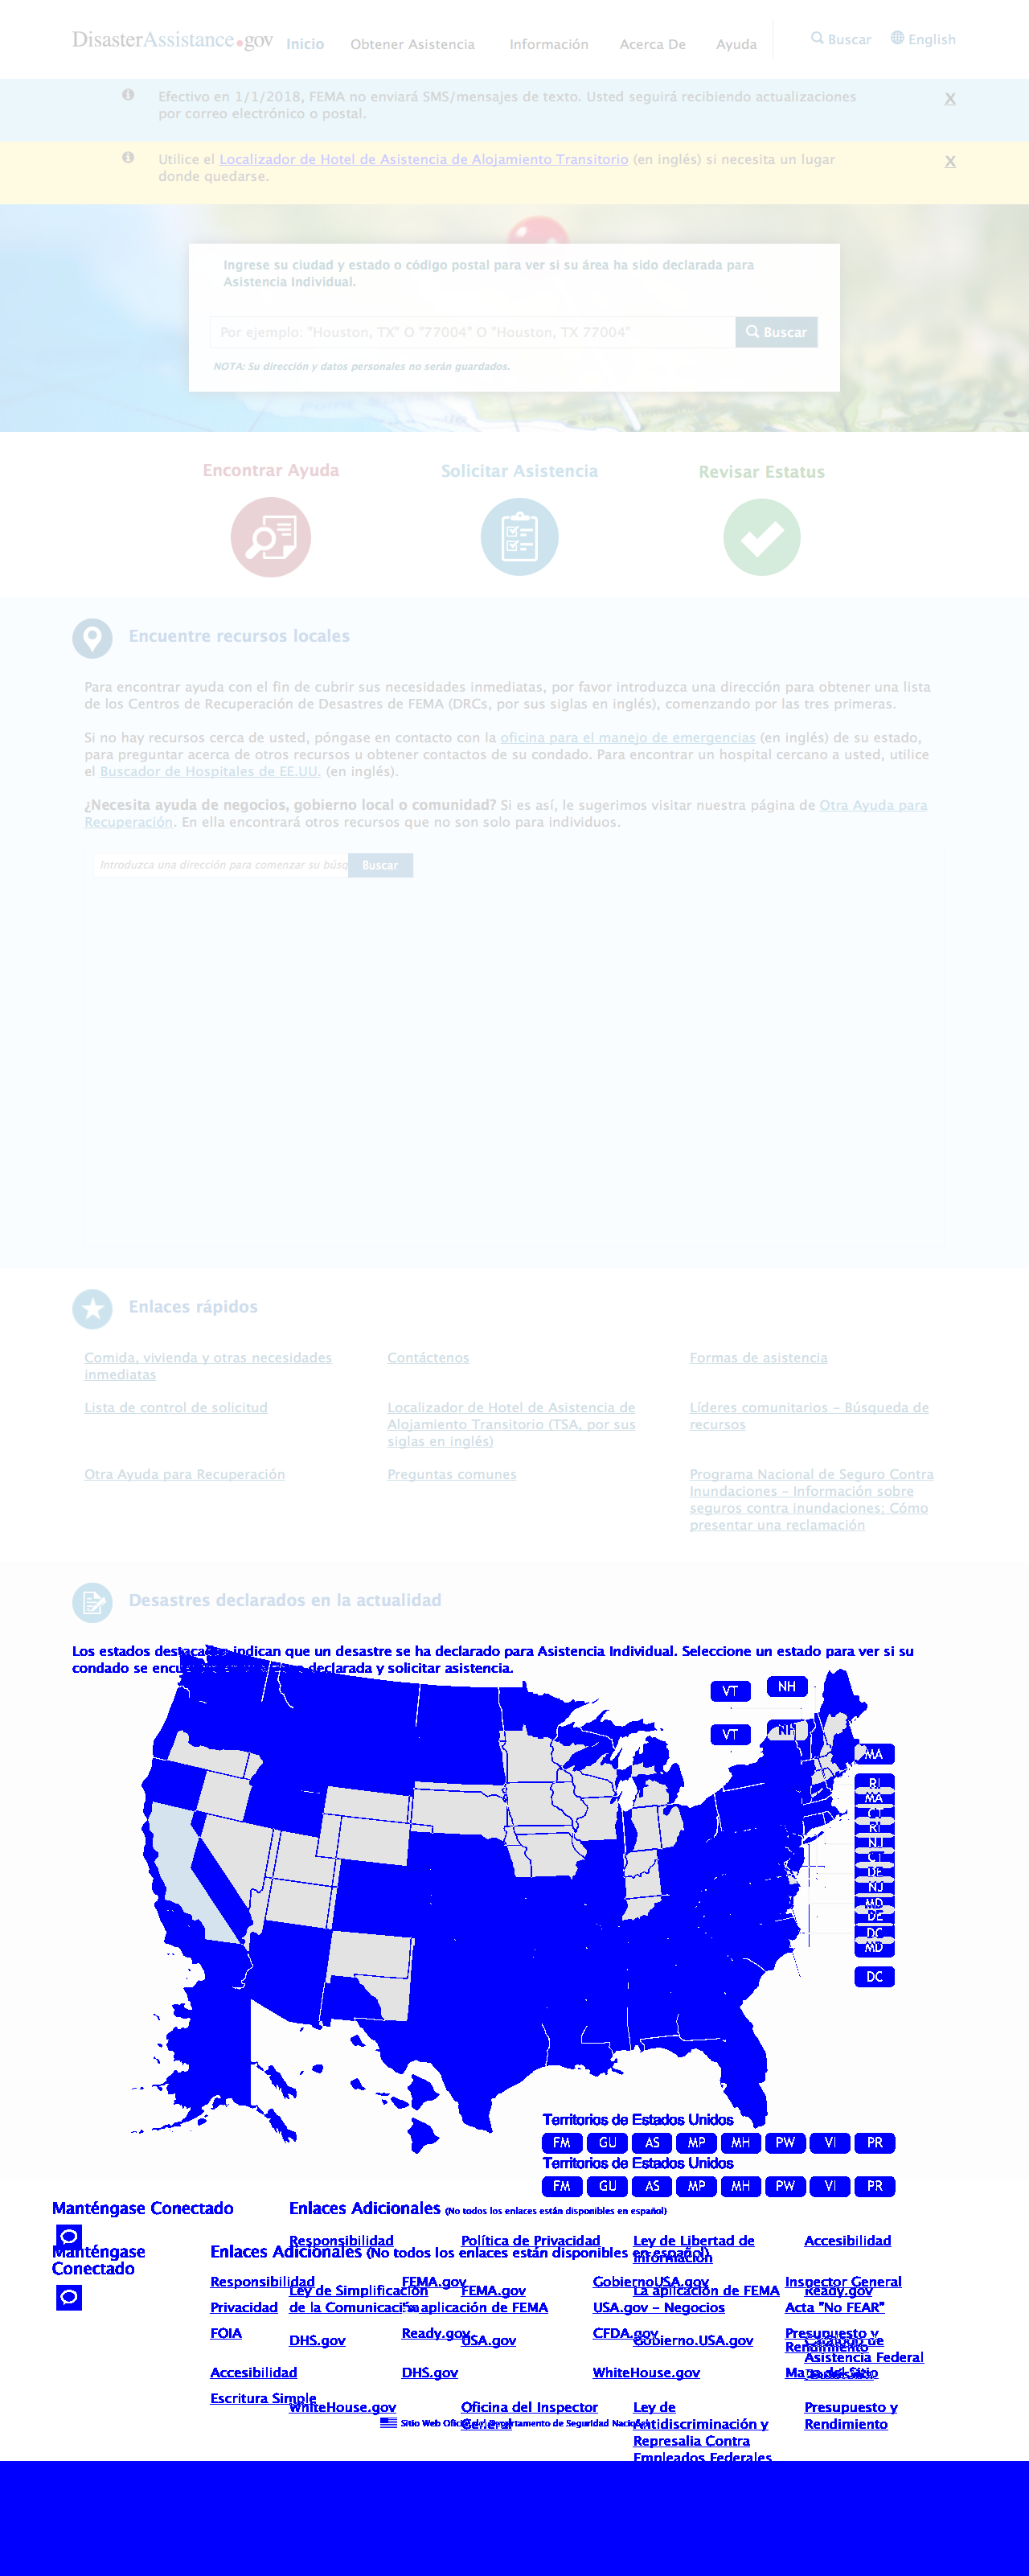 DisasterAssistance.gov Inicio Obtener Asistencia Información Acerca De Ayuda Buscar English
Efectivo en 1/1/2018, FEMA no enviará SMS/mensajes de texto. Usted seguirá recibiendo actualizaciones
por correo electrónico o postal.
X
Utilice el Localizador de Hotel de Asistencia de Alojamiento Transitorio (en inglés) si necesita un lugar
donde quedarse.
X
Ingrese su ciudad y estado o código postal para ver si su área ha sido declarada para
Asistencia Individual.
Por ejemplo: "Houston, TX" O "77004" O "Houston, TX 77004"
Buscar
NOTA: Su dirección y datos personales no serán guardados.
Encontrar Ayuda
Solicitar Asistencia
Revisar Estatus
Encuentre recursos locales
Para encontrar ayuda con el fin de cubrir sus necesidades inmediatas, por favor introduzca una dirección para obtener una lista
de los Centros de Recuperación de Desastres de FEMA (DRCs, por sus siglas en inglés), comenzando por las tres primeras.
Si no hay recursos cerca de usted, póngase en contacto con la oficina para el manejo de emergencias (en inglés) de su estado,
para preguntar acerca de otros recursos u obtener contactos de su condado. Para encontrar un hospital cercano a usted, utilice
el Buscador de Hospitales de EE.UU. (en inglés).
¿Necesita ayuda de negocios, gobierno local o comunidad? Si es así, le sugerimos visitar nuestra página de Otra Ayuda para
Recuperación. En ella encontrará otros recursos que no son solo para individuos.
Introduzca una dirección para comenzar su búsq
Buscar
Enlaces rápidos
Comida, vivienda y otras necesidades
inmediatas
Contáctenos
Formas de asistencia
Lista de control de solicitud
Localizador de Hotel de Asistencia de
Alojamiento Transitorio (TSA, por sus
siglas en inglés)
Líderes comunitarios – Búsqueda de
recursos
Otra Ayuda para Recuperación
Preguntas comunes
Programa Nacional de Seguro Contra
Inundaciones – Información sobre
seguros contra inundaciones; Cómo
presentar una reclamación
Desastres declarados en la actualidad
Los estados destacados indican que un desastre se ha declarado para Asistencia Individual. Seleccione un estado para ver si su
condado se declarada y solicitar asistencia.
VT
NH
VT
NH
MA
RI
MA
CT
RI
NJ
CT
DE
NJ
MD
DE
DC
MD
DC
Territorios de Estados Unidos
FM GU AS MP MH PW VI PR
Territorios de Estados Unidos
FM GU AS MP MH PW VI PR
Manténgase Conectado
Enlaces Adicionales (No todos los enlaces están disponibles en español)
Responsibilidad
Política de Privacidad
Ley de Libertad de
Información
Accesibilidad
Manténgase
Conectado
Enlaces Adicionales (No todos los enlaces están disponibles en español)
Responsibilidad
FEMA.gov
GobiernoUSA.gov
Inspector General
Ley de Simplificación
de la Comunicación
FEMA.gov
La aplicación de FEMA
Ready.gov
Privacidad
aplicación de FEMA
USA.gov – Negocios
Acta "No FEAR"
FOIA
Ready.gov
CFDA.gov
Presupuesto y
Rendimiento
DHS.gov
USA.gov
Gobierno.USA.gov
Asistencia Federal
Accesibilidad
DHS.gov
WhiteHouse.gov
Mapa del Sitio
Escritura Simple
WhiteHouse.gov
Oficina del Inspector
General
Ley de
Antidiscriminación y
Represalia Contra
Empleados Federales
Presupuesto y
Rendimiento
Sitio Web Departamento de Seguridad Nacional